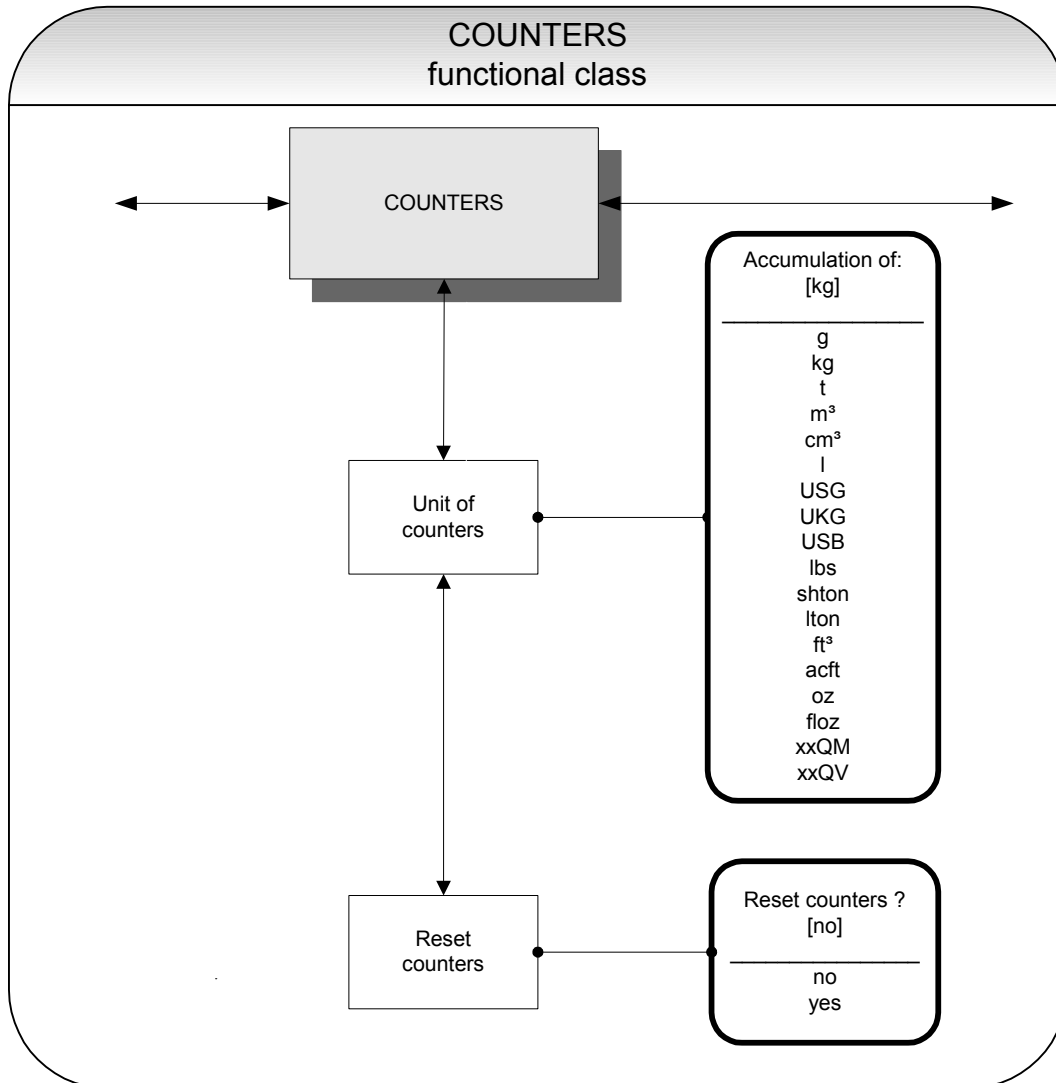 COUNTERS
functional class
COUNTERS
Accumulation of:
[kg]
g
kg
t
m³
cm³
l
USG
UKG
USB
lbs
shton
lton
ft³
acft
oz
floz
xxQM
xxQV
Unit of
counters
Reset
counters
Reset counters ?
[no]
no
yes